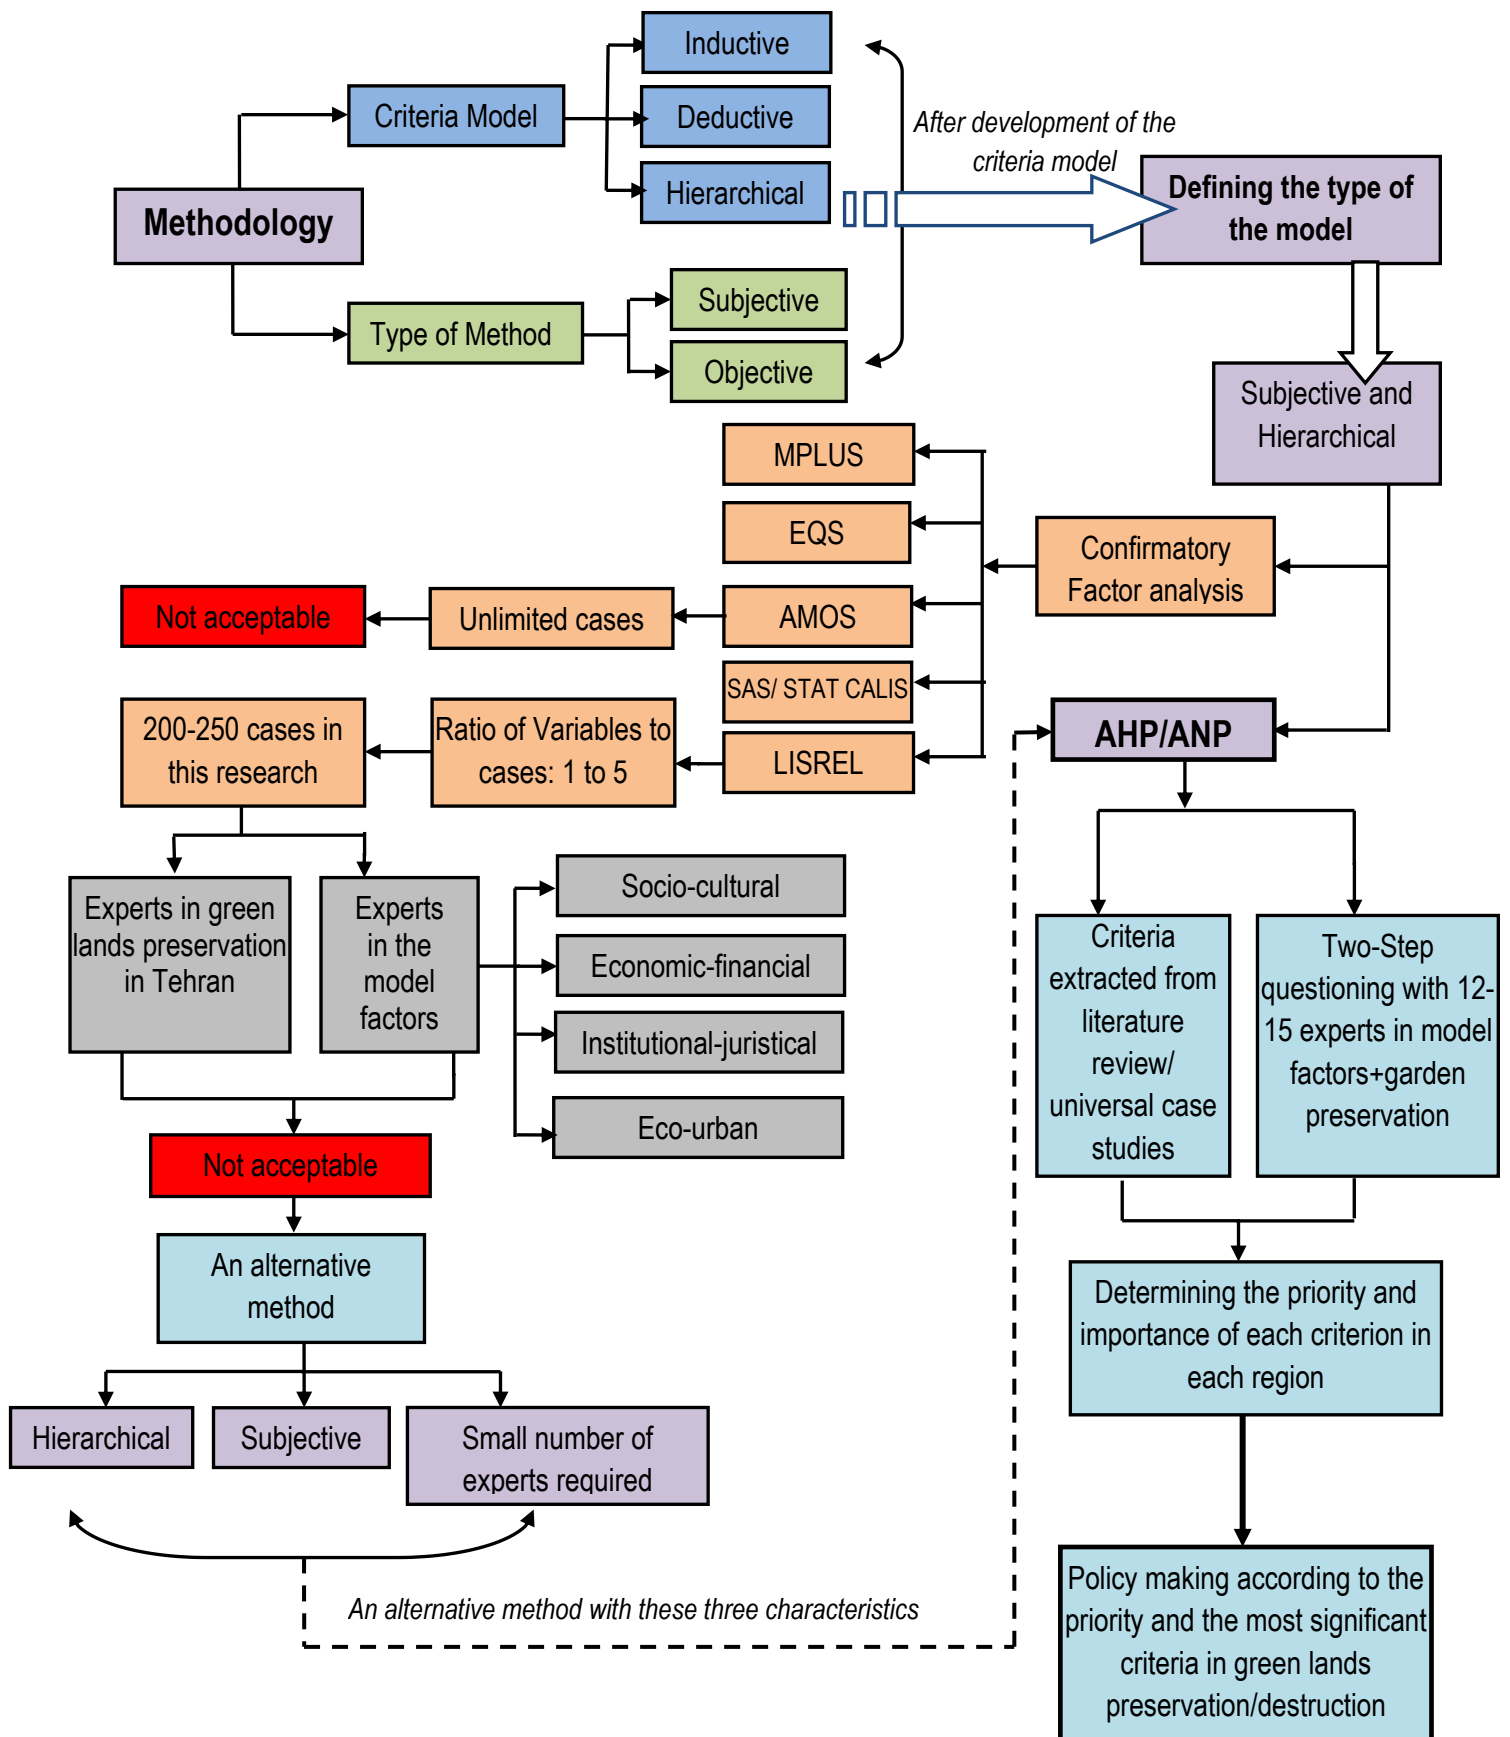 Inductive
Criteria Model
Deductive
After development of the
criteria model
Hierarchical
Methodology
Defining the type of
the model
Type of Method
Subjective
Objective
Subjective and
Hierarchical
MPLUS
EQS
Confirmatory
Factor analysis
Not acceptable
Unlimited cases
AMOS
SAS/ STAT CALIS
200-250 cases in
this research
Ratio of Variables to
cases: 1 to 5
LISREL
AHP/ANP
Experts in green
lands preservation
in Tehran
Experts
in the
model
factors
Socio-cultural
Economic-financial
Institutional-juristical
Eco-urban
Criteria
extracted from
literature
review/
universal case
studies
Two-Step
questioning with 12-
15 experts in model
factors+garden
preservation
Not acceptable
An alternative
method
Determining the priority and
importance of each criterion in
each region
Hierarchical
Subjective
Small number of
experts required
An alternative method with these three characteristics
Policy making according to the
priority and the most significant
criteria in green lands
preservation/destruction